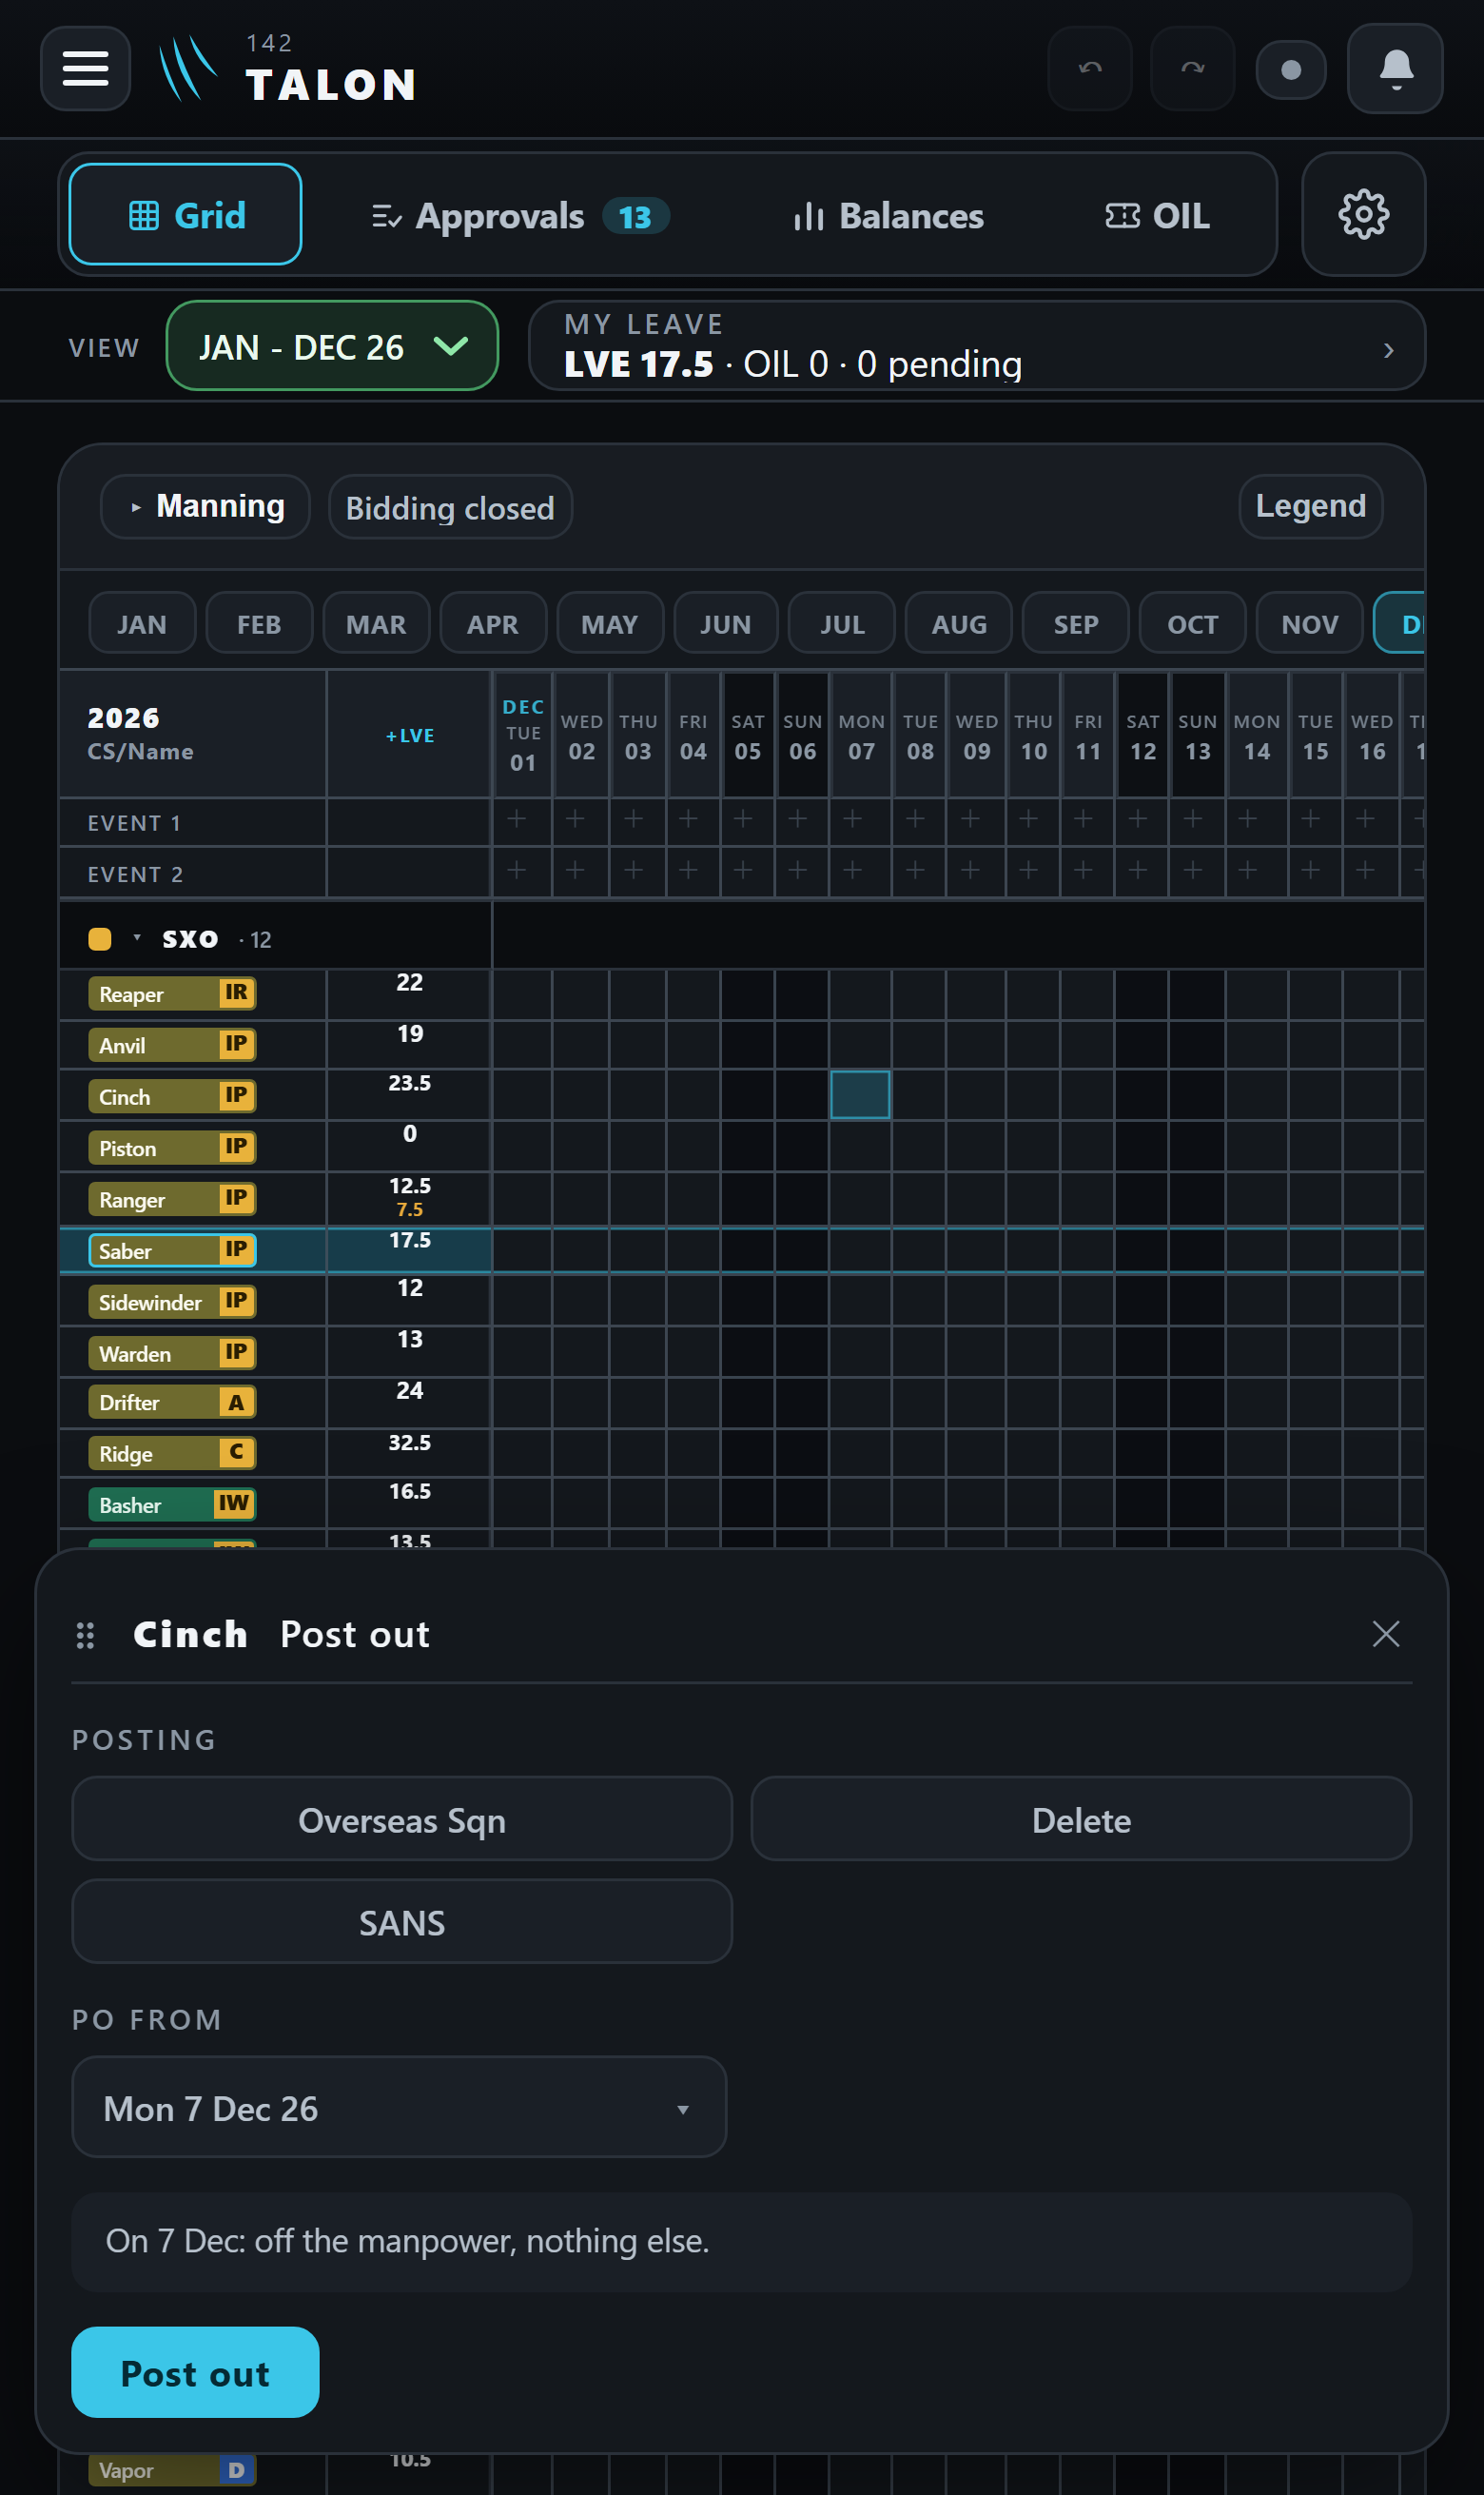 142
TALON
Grid
Approvals 13
Balances
OIL
VIEW
JAN - DEC 26
MY LEAVE
LVE 17.5 · OIL 0 · 0 pending
Manning
Bidding closed
Legend
JAN FEB MAR APR MAY JUN JUL AUG SEP OCT NOV
2026
CS/Name
+LVE
DEC
TUE WED THU FRI SAT SUN MON TUE WED THU FRI SAT SUN MON TUE WED
01 02 03 04 05 06 07 08 09 10 11 12 13 14 15 16
EVENT 1
EVENT 2
SXO · 12
Reaper IR 22
Anvil IP 19
Cinch IP 23.5
Piston IP 0
Ranger IP 12.5
7.5
Saber IP 17.5
Sidewinder IP 12
Warden IP 13
Drifter A 24
Ridge C 32.5
Basher IW 16.5
13.5
Cinch Post out
POSTING
Overseas Sqn
Delete
SANS
PO FROM
Mon 7 Dec 26
On 7 Dec: off the manpower, nothing else.
Post out
Vapor D 10.5